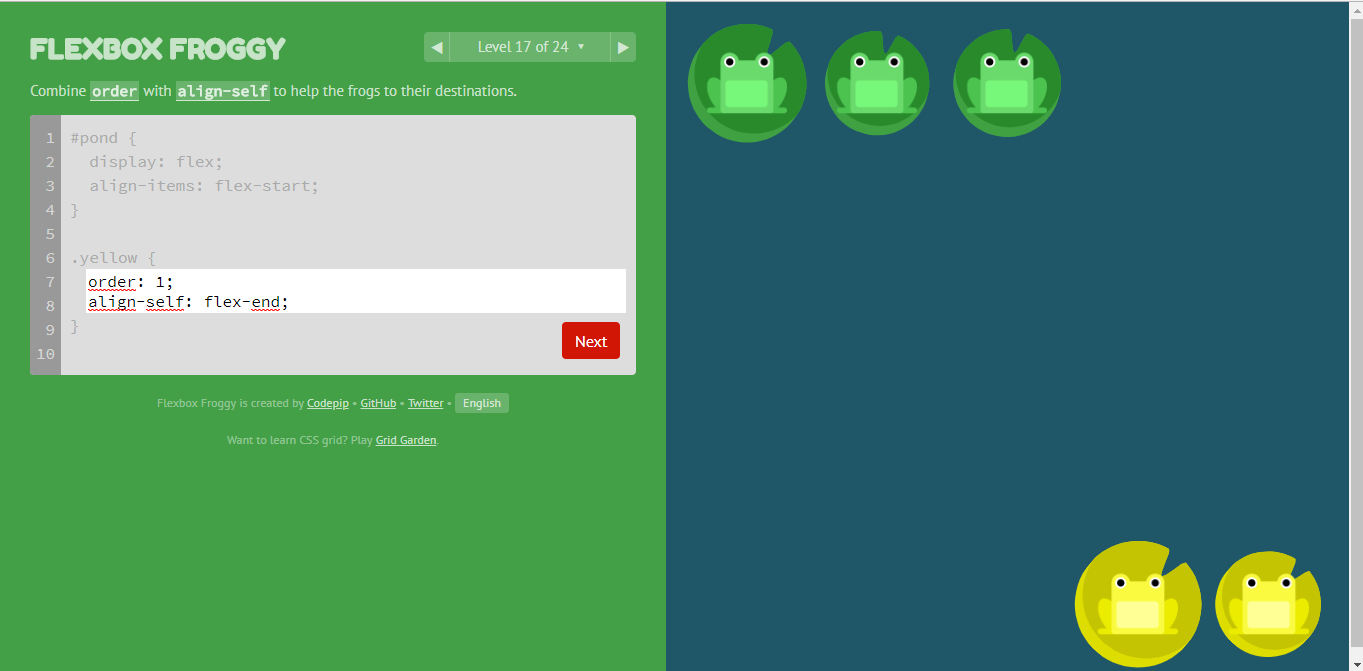 FLEXBOX FROGGY
◀ Level 17 of 24 ▼ ▶
Combine order with align-self to help the frogs to their destinations.
1 #pond {
2   display: flex;
3   align-items: flex-start;
4 }
5
6 .yellow {
7   order: 1;
8   align-self: flex-end;
9 }
10
Next
Flexbox Froggy is created by Codepip • GitHub • Twitter • English
Want to learn CSS grid? Play Grid Garden.